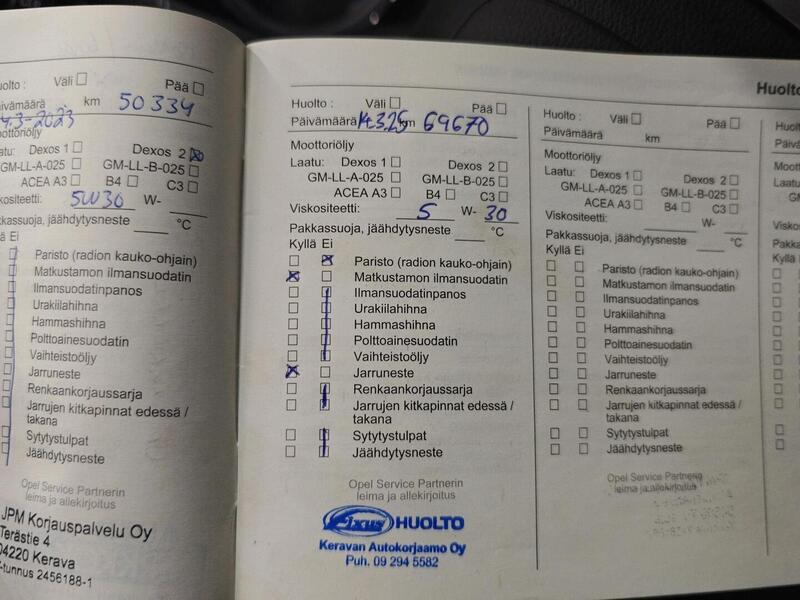 Huolto :
Väli
Pää
Päivämäärä
km 50334
14.3-2023
Moottoriöljy
Laatu: Dexos 1 Dexos 2
GM-LL-A-025 GM-LL-B-025
ACEA A3 B4 C3
Viskositeetti: 5W30 W-
Pakkassuoja, jäähdytysneste °C
Kyllä Ei
Paristo (radion kauko-ohjain)
Matkustamon ilmansuodatin
Ilmansuodatinpanos
Urakiilahihna
Hammashihna
Polttoainesuodatin
Vaihteistoöljy
Jarruneste
Renkaankorjaussarja
Jarrujen kitkapinnat edessä /
takana
Sytytystulpat
Jäähdytysneste
Opel Service Partnerin
leima ja allekirjoitus
JPM Korjauspalvelu Oy
Terästie 4
04220 Kerava
Y-tunnus 2456188-1
Huolto : Väli Pää
Päivämäärä 14.3.25 km 69670
Moottoriöljy
Laatu: Dexos 1 Dexos 2
GM-LL-A-025 GM-LL-B-025
ACEA A3 B4 C3
Viskositeetti: 5 W- 30
Pakkassuoja, jäähdytysneste °C
Kyllä Ei
Paristo (radion kauko-ohjain)
Matkustamon ilmansuodatin
Ilmansuodatinpanos
Urakiilahihna
Hammashihna
Polttoainesuodatin
Vaihteistoöljy
Jarruneste
Renkaankorjaussarja
Jarrujen kitkapinnat edessä /
takana
Sytytystulpat
Jäähdytysneste
Opel Service Partnerin
leima ja allekirjoitus
Fixus HUOLTO
Keravan Autokorjaamo Oy
Puh. 09 294 5582
Huolto
Huolto : Väli Pää
Päivämäärä km
Moottoriöljy
Laatu: Dexos 1 Dexos 2
GM-LL-A-025 GM-LL-B-025
ACEA A3 B4 C3
Viskositeetti: W-
Pakkassuoja, jäähdytysneste °C
Kyllä Ei
Paristo (radion kauko-ohjain)
Matkustamon ilmansuodatin
Ilmansuodatinpanos
Urakiilahihna
Hammashihna
Polttoainesuodatin
Vaihteistoöljy
Jarruneste
Renkaankorjaussarja
Jarrujen kitkapinnat edessä /
takana
Sytytystulpat
Jäähdytysneste
Opel Service Partnerin
leima ja allekirjoitus